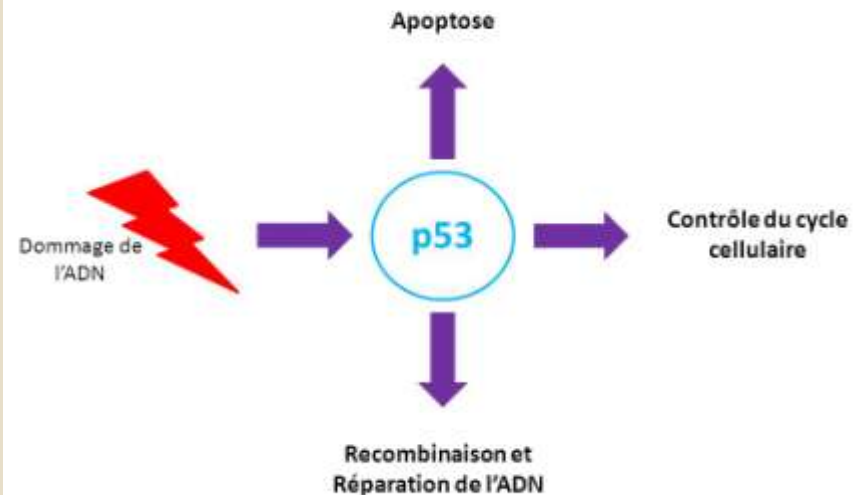 Apoptose
Dommage de
l'ADN
p53
Contrôle du cycle
cellulaire
Recombinaison et
Réparation de l'ADN